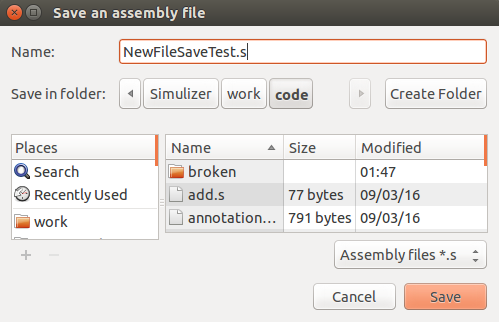 Save an assembly file
Name: NewFileSaveTest.s
Save in folder: Simulizer work code Create Folder
Places Name Size Modified
Search broken 01:47
Recently Used add.s 77 bytes 09/03/16
work annotation... 791 bytes 09/03/16
Assembly files *.s
Cancel Save